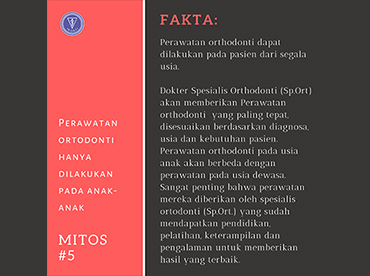 PERAWATAN
ORTODONTI
HANYA
DILAKUKAN
PADA ANAK-
ANAK
MITOS
#5
FAKTA:
Perawatan orthodonti dapat
dilakukan pada pasien dari segala
usia.
Dokter Spesialis Orthodonti (Sp.Ort)
akan memberikan Perawatan
orthodonti yang paling tepat,
disesuaikan berdasarkan diagnosa,
usia dan kebutuhan pasien.
Perawatan orthodonti pada usia
anak akan berbeda dengan
perawatan pada usia dewasa.
Sangat penting bahwa perawatan
mereka diberikan oleh spesialis
ortodonti (Sp.Ort.) yang sudah
mendapatkan pendidikan,
pelatihan, keterampilan dan
pengalaman untuk memberikan
hasil yang terbaik.